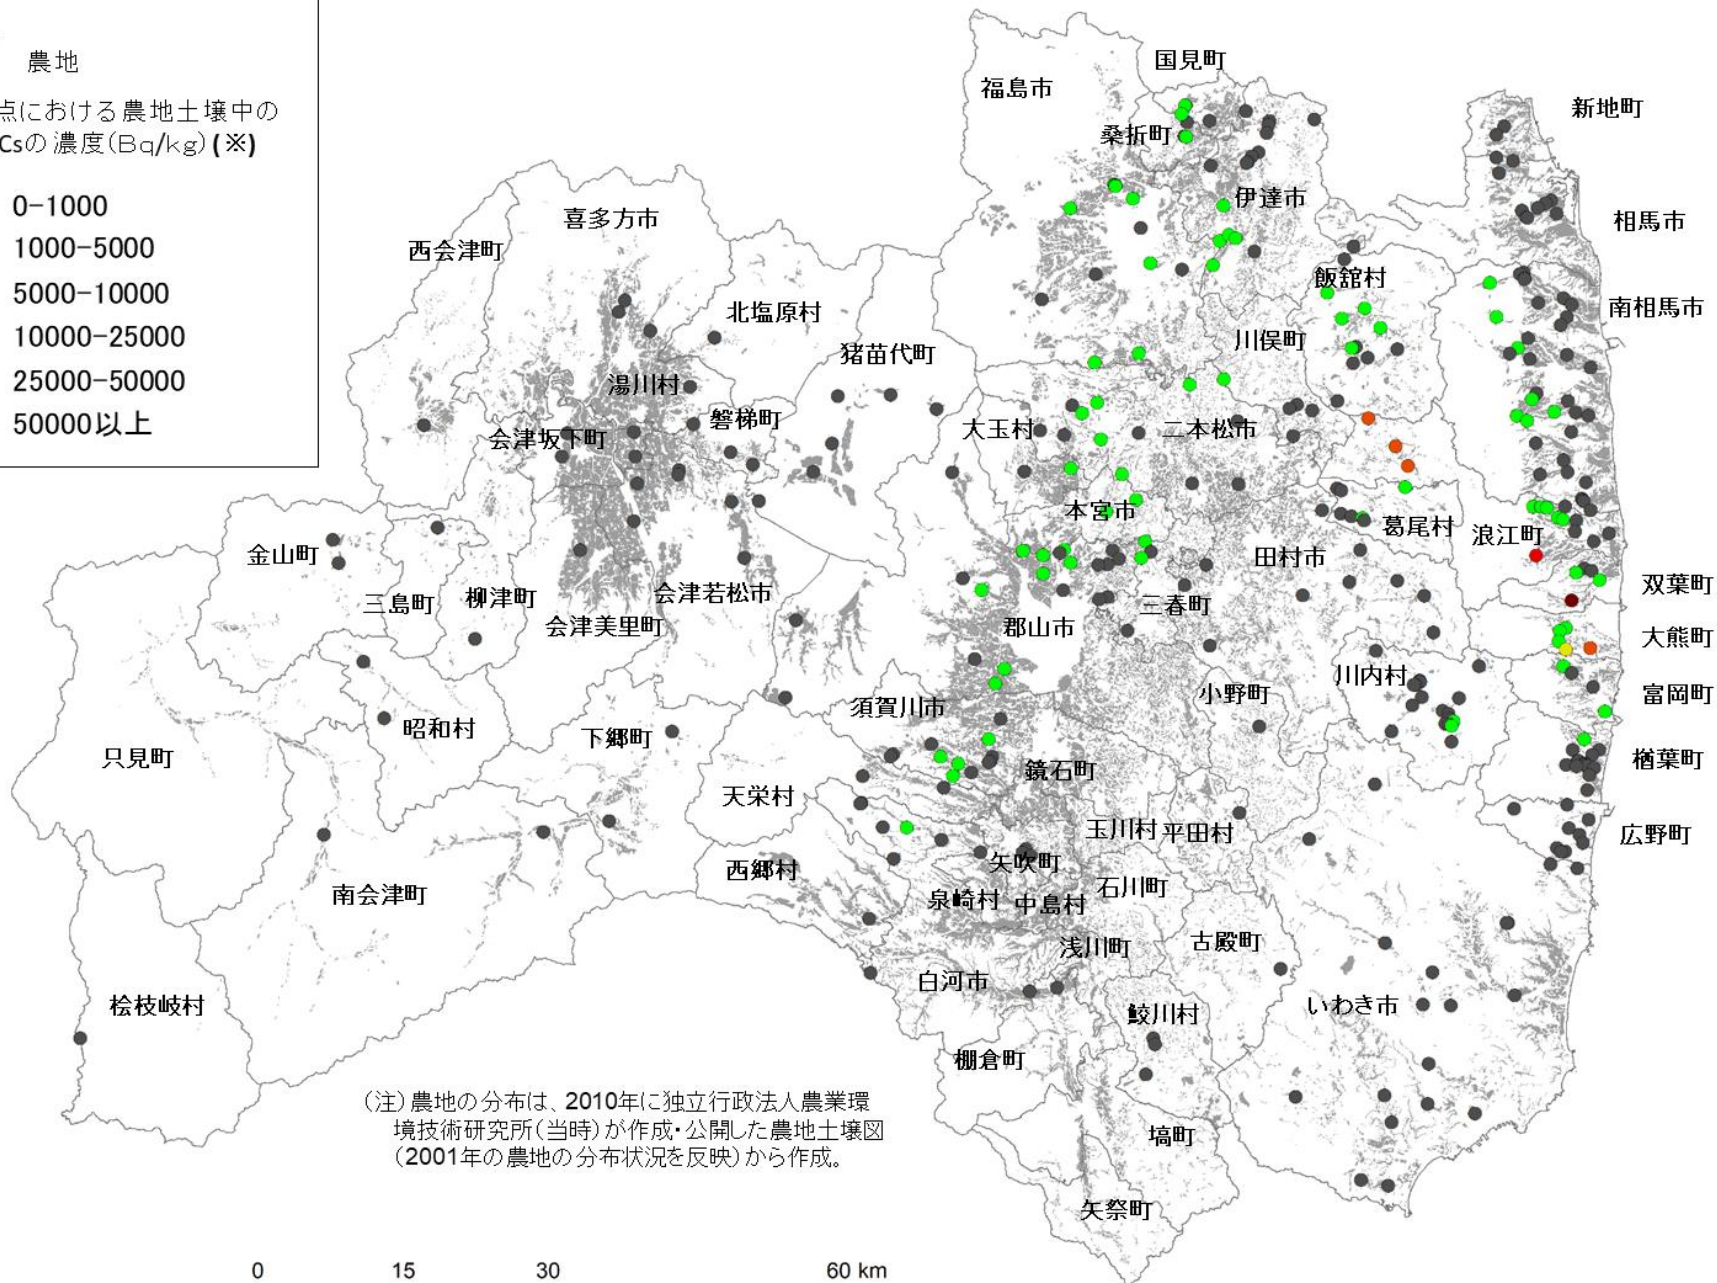 農地
点における農地土壌中の
Csの濃度(Bq/kg)(※)
0-1000
1000-5000
5000-10000
10000-25000
25000-50000
50000以上
国見町
福島市
新地町
桑折町
伊達市
喜多方市
相馬市
西会津町
飯舘村
南相馬市
北塩原村
川俣町
猪苗代町
湯川村
磐梯町
大玉村
二本松市
会津坂下町
本宮市
葛尾村
浪江町
金山町
田村市
双葉町
三島町
柳津町
会津若松市
三春町
会津美里町
郡山市
大熊町
川内村
小野町
富岡町
須賀川市
昭和村
下郷町
只見町
鏡石町
楢葉町
天栄村
玉川村
平田村
広野町
矢吹町
西郷村
石川町
南会津町
泉崎村
中島村
浅川町
古殿町
白河市
桧枝岐村
いわき市
鮫川村
棚倉町
(注)農地の分布は、2010年に独立行政法人農業環
境技術研究所(当時)が作成・公開した農地土壌図
(2001年の農地の分布状況を反映)から作成。
塙町
矢祭町
0 15 30 60 km